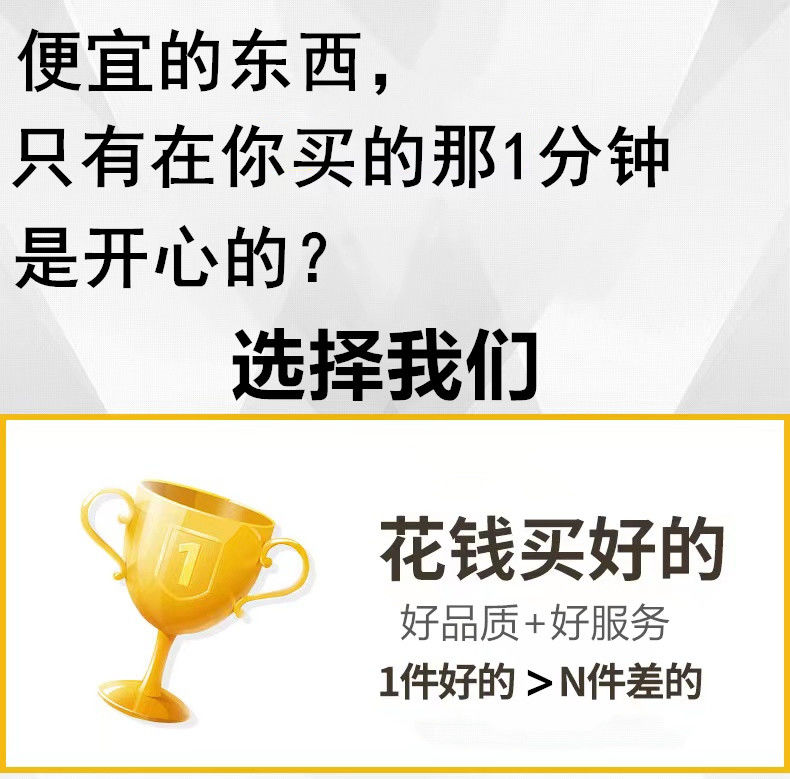 便宜的东西，
只有在你买的那1分钟
是开心的？
选择我们
1
花钱买好的
好品质+好服务
1件好的＞N件差的